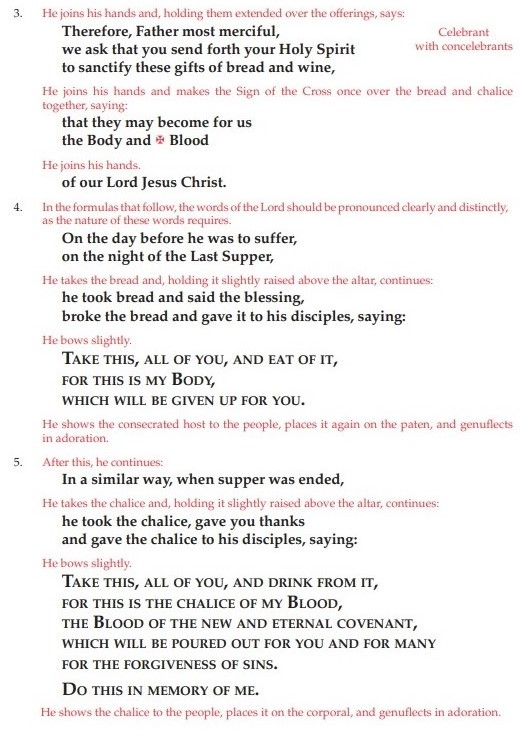 3. He joins his hands and, holding them extended over the offerings, says:
Therefore, Father most merciful,
Celebrant
we ask that you send forth your Holy Spirit
with concelebrants
to sanctify these gifts of bread and wine,
He joins his hands and makes the Sign of the Cross once over the bread and chalice
together, saying:
that they may become for us
the Body and ✠ Blood
He joins his hands.
of our Lord Jesus Christ.
4. In the formulas that follow, the words of the Lord should be pronounced clearly and distinctly,
as the nature of these words requires.
On the day before he was to suffer,
on the night of the Last Supper,
He takes the bread and, holding it slightly raised above the altar, continues:
he took bread and said the blessing,
broke the bread and gave it to his disciples, saying:
He bows slightly.
TAKE THIS, ALL OF YOU, AND EAT OF IT,
FOR THIS IS MY BODY,
WHICH WILL BE GIVEN UP FOR YOU.
He shows the consecrated host to the people, places it again on the paten, and genuflects
in adoration.
5. After this, he continues:
In a similar way, when supper was ended,
He takes the chalice and, holding it slightly raised above the altar, continues:
he took the chalice, gave you thanks
and gave the chalice to his disciples, saying:
He bows slightly.
TAKE THIS, ALL OF YOU, AND DRINK FROM IT,
FOR THIS IS THE CHALICE OF MY BLOOD,
THE BLOOD OF THE NEW AND ETERNAL COVENANT,
WHICH WILL BE POURED OUT FOR YOU AND FOR MANY
FOR THE FORGIVENESS OF SINS.
DO THIS IN MEMORY OF ME.
He shows the chalice to the people, places it on the corporal, and genuflects in adoration.